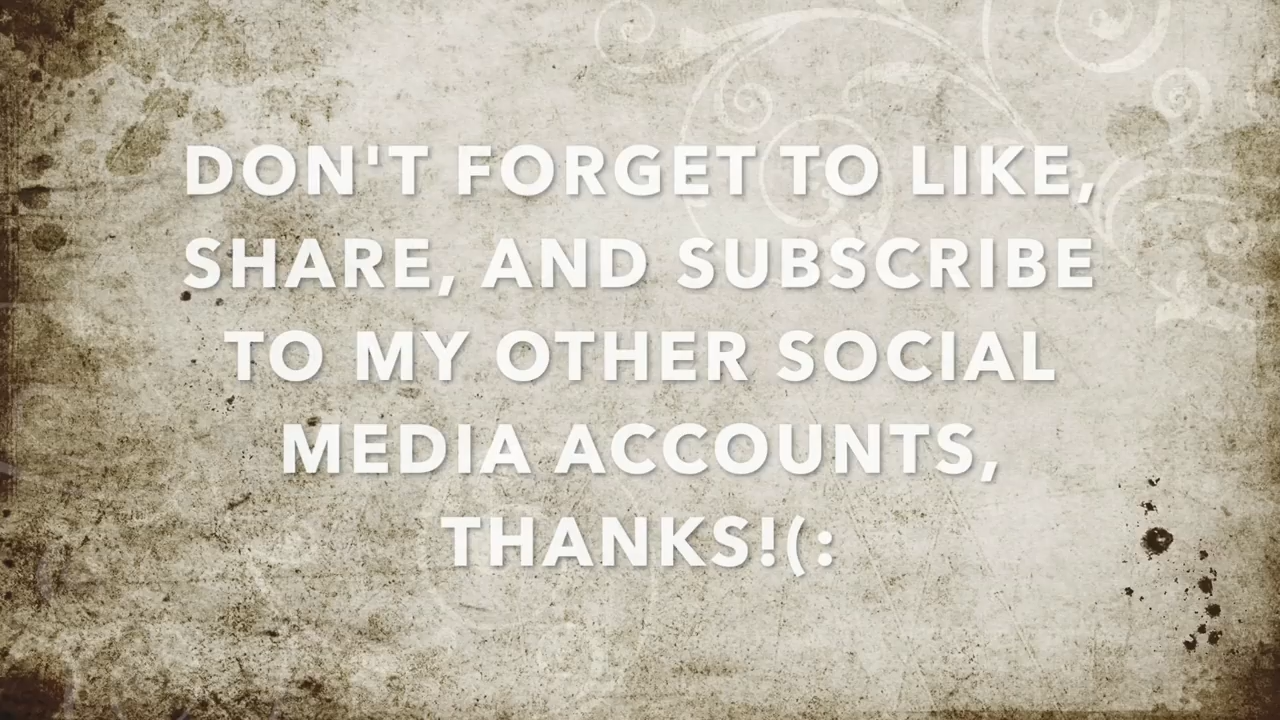 DON'T FORGET TO LIKE,
SHARE, AND SUBSCRIBE
TO MY OTHER SOCIAL
MEDIA ACCOUNTS,
THANKS!(: